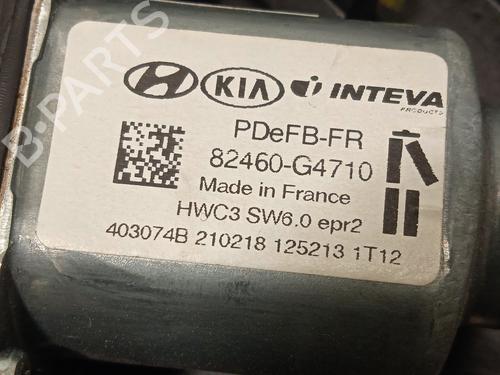 B-PARTS
KIA INTEVA
PRODUCTS
PDeFB-FR
82460-G4710
Made in France
HWC3 SW6.0 epr2
403074B 210218 125213 1T12